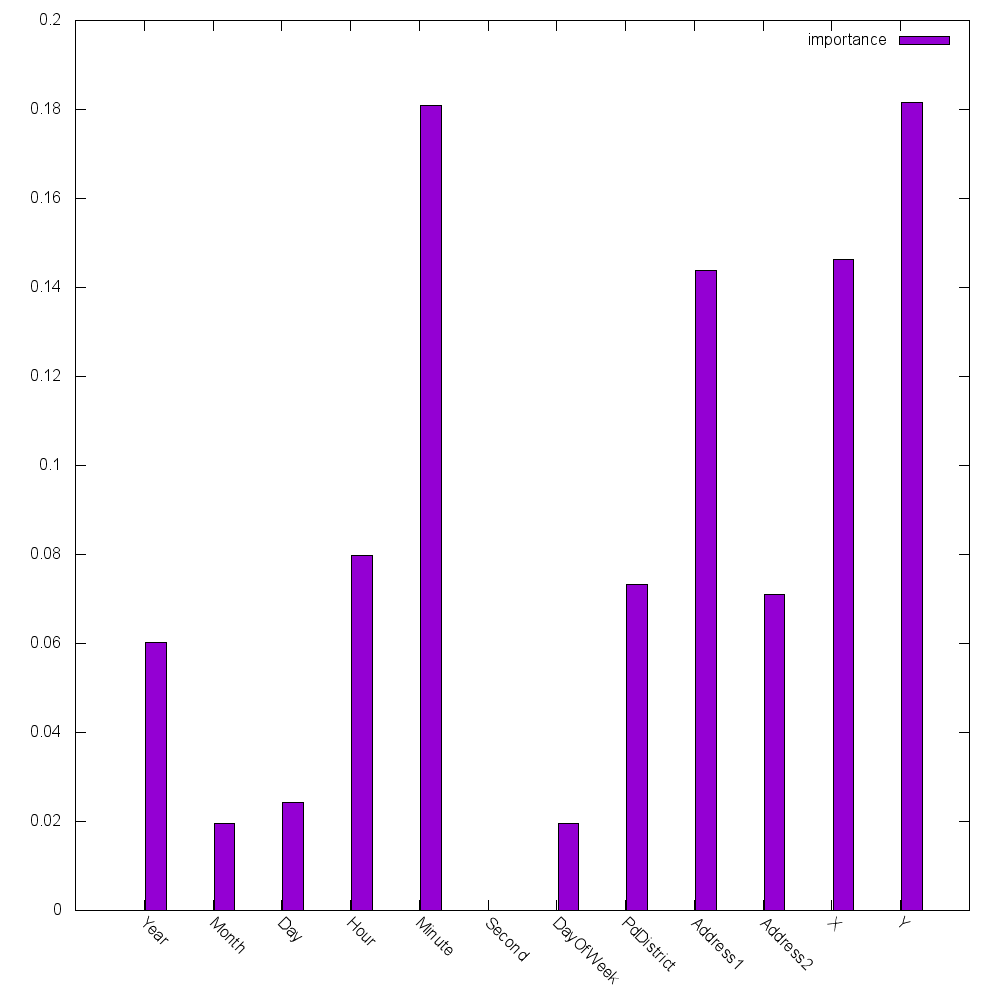 0.2
0.18
0.16
0.14
0.12
0.1
0.08
0.06
0.04
0.02
0
importance
Year
Month
Day
Hour
Minute
Second
DayOfWeek
PdDistrict
Address1
Address2
X
Y